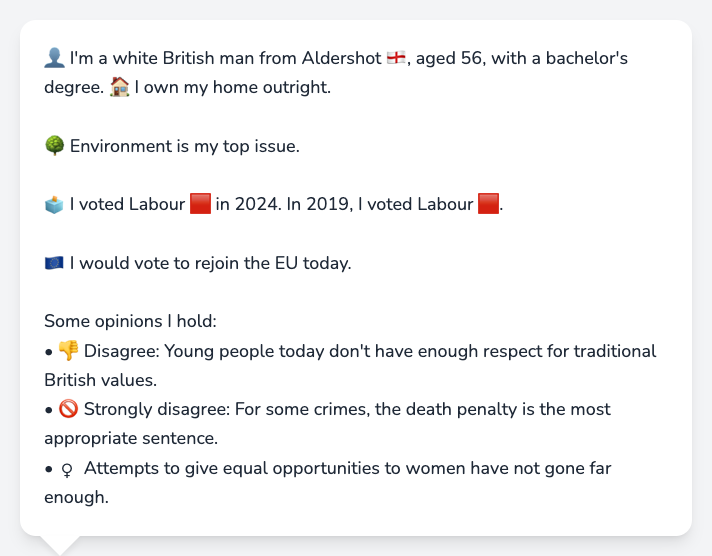 👤 I'm a white British man from Aldershot 🏴󠁧󠁢󠁥󠁮󠁧󠁿, aged 56, with a bachelor's
degree. 🏠 I own my home outright.
🌳 Environment is my top issue.
🗳️ I voted Labour 🟥 in 2024. In 2019, I voted Labour 🟥.
🇪🇺 I would vote to rejoin the EU today.
Some opinions I hold:
• 👎 Disagree: Young people today don't have enough respect for traditional
British values.
• 🚫 Strongly disagree: For some crimes, the death penalty is the most
appropriate sentence.
• ♀ Attempts to give equal opportunities to women have not gone far
enough.